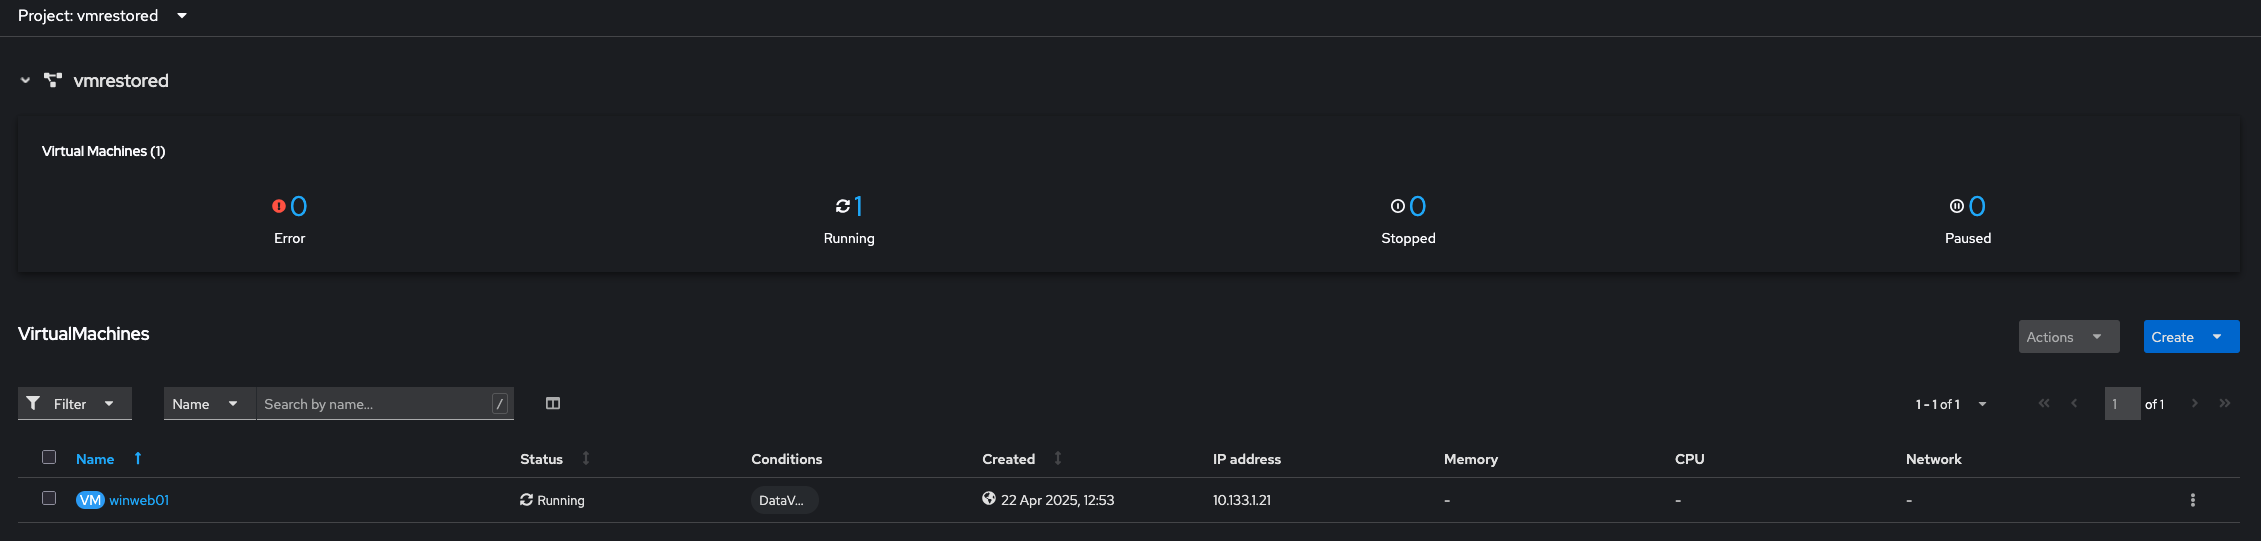 Project: vmrestored
vmrestored
Virtual Machines (1)
0 1 0 0
Error Running Stopped Paused
VirtualMachines
Actions Create
Filter Name Search by name... / 1 - 1 of 1 1 of 1
Name Status Conditions Created IP address Memory CPU Network
VM winweb01 Running DataV... 22 Apr 2025, 12:53 10.133.1.21 - - -